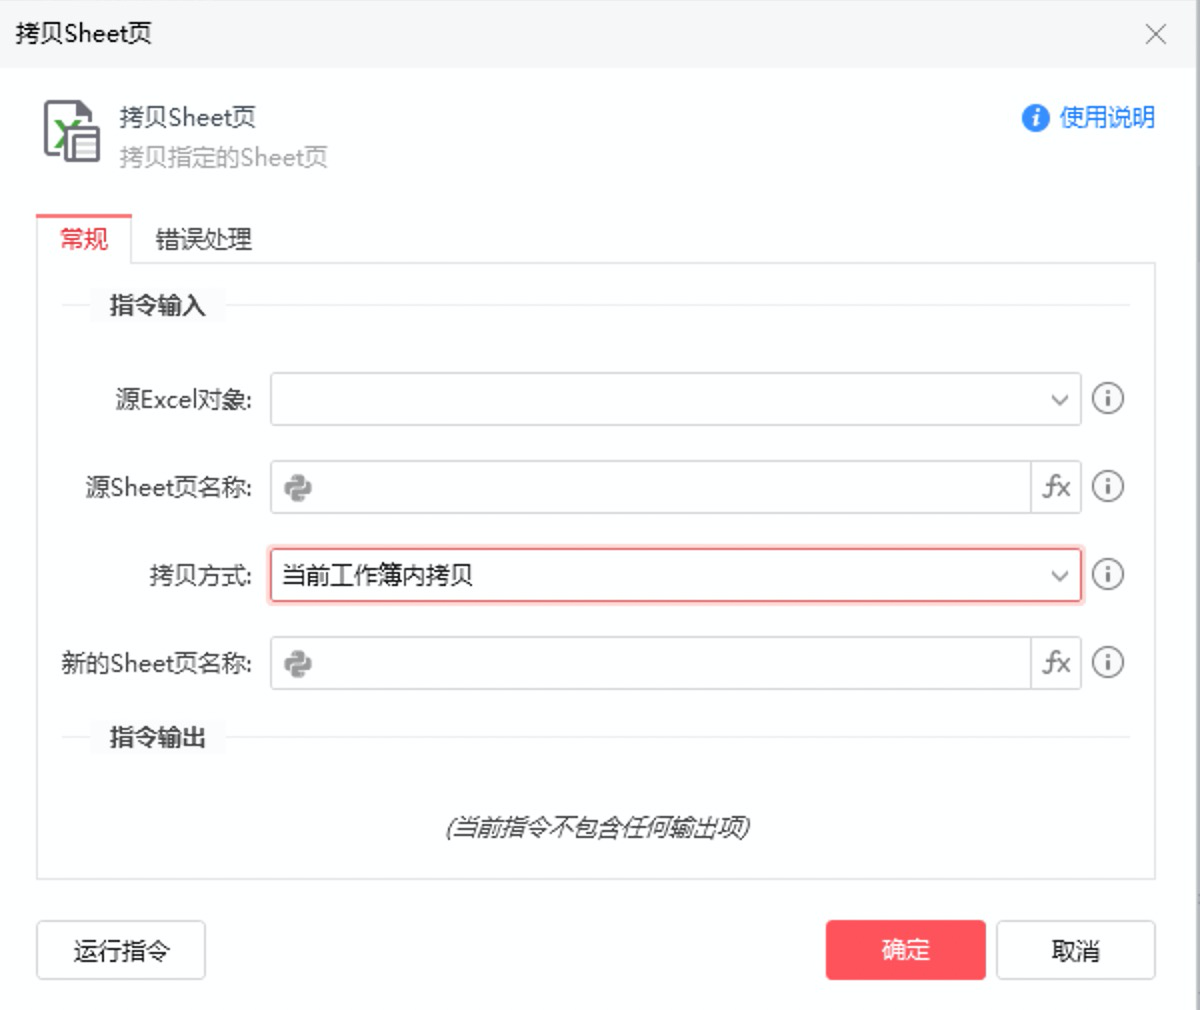 拷贝Sheet页
拷贝Sheet页
使用说明
拷贝指定的Sheet页
常规 错误处理
指令输入
源Excel对象:
源Sheet页名称: fx
拷贝方式: 当前工作簿内拷贝
新的Sheet页名称: fx
指令输出
(当前指令不包含任何输出项)
运行指令 确定 取消